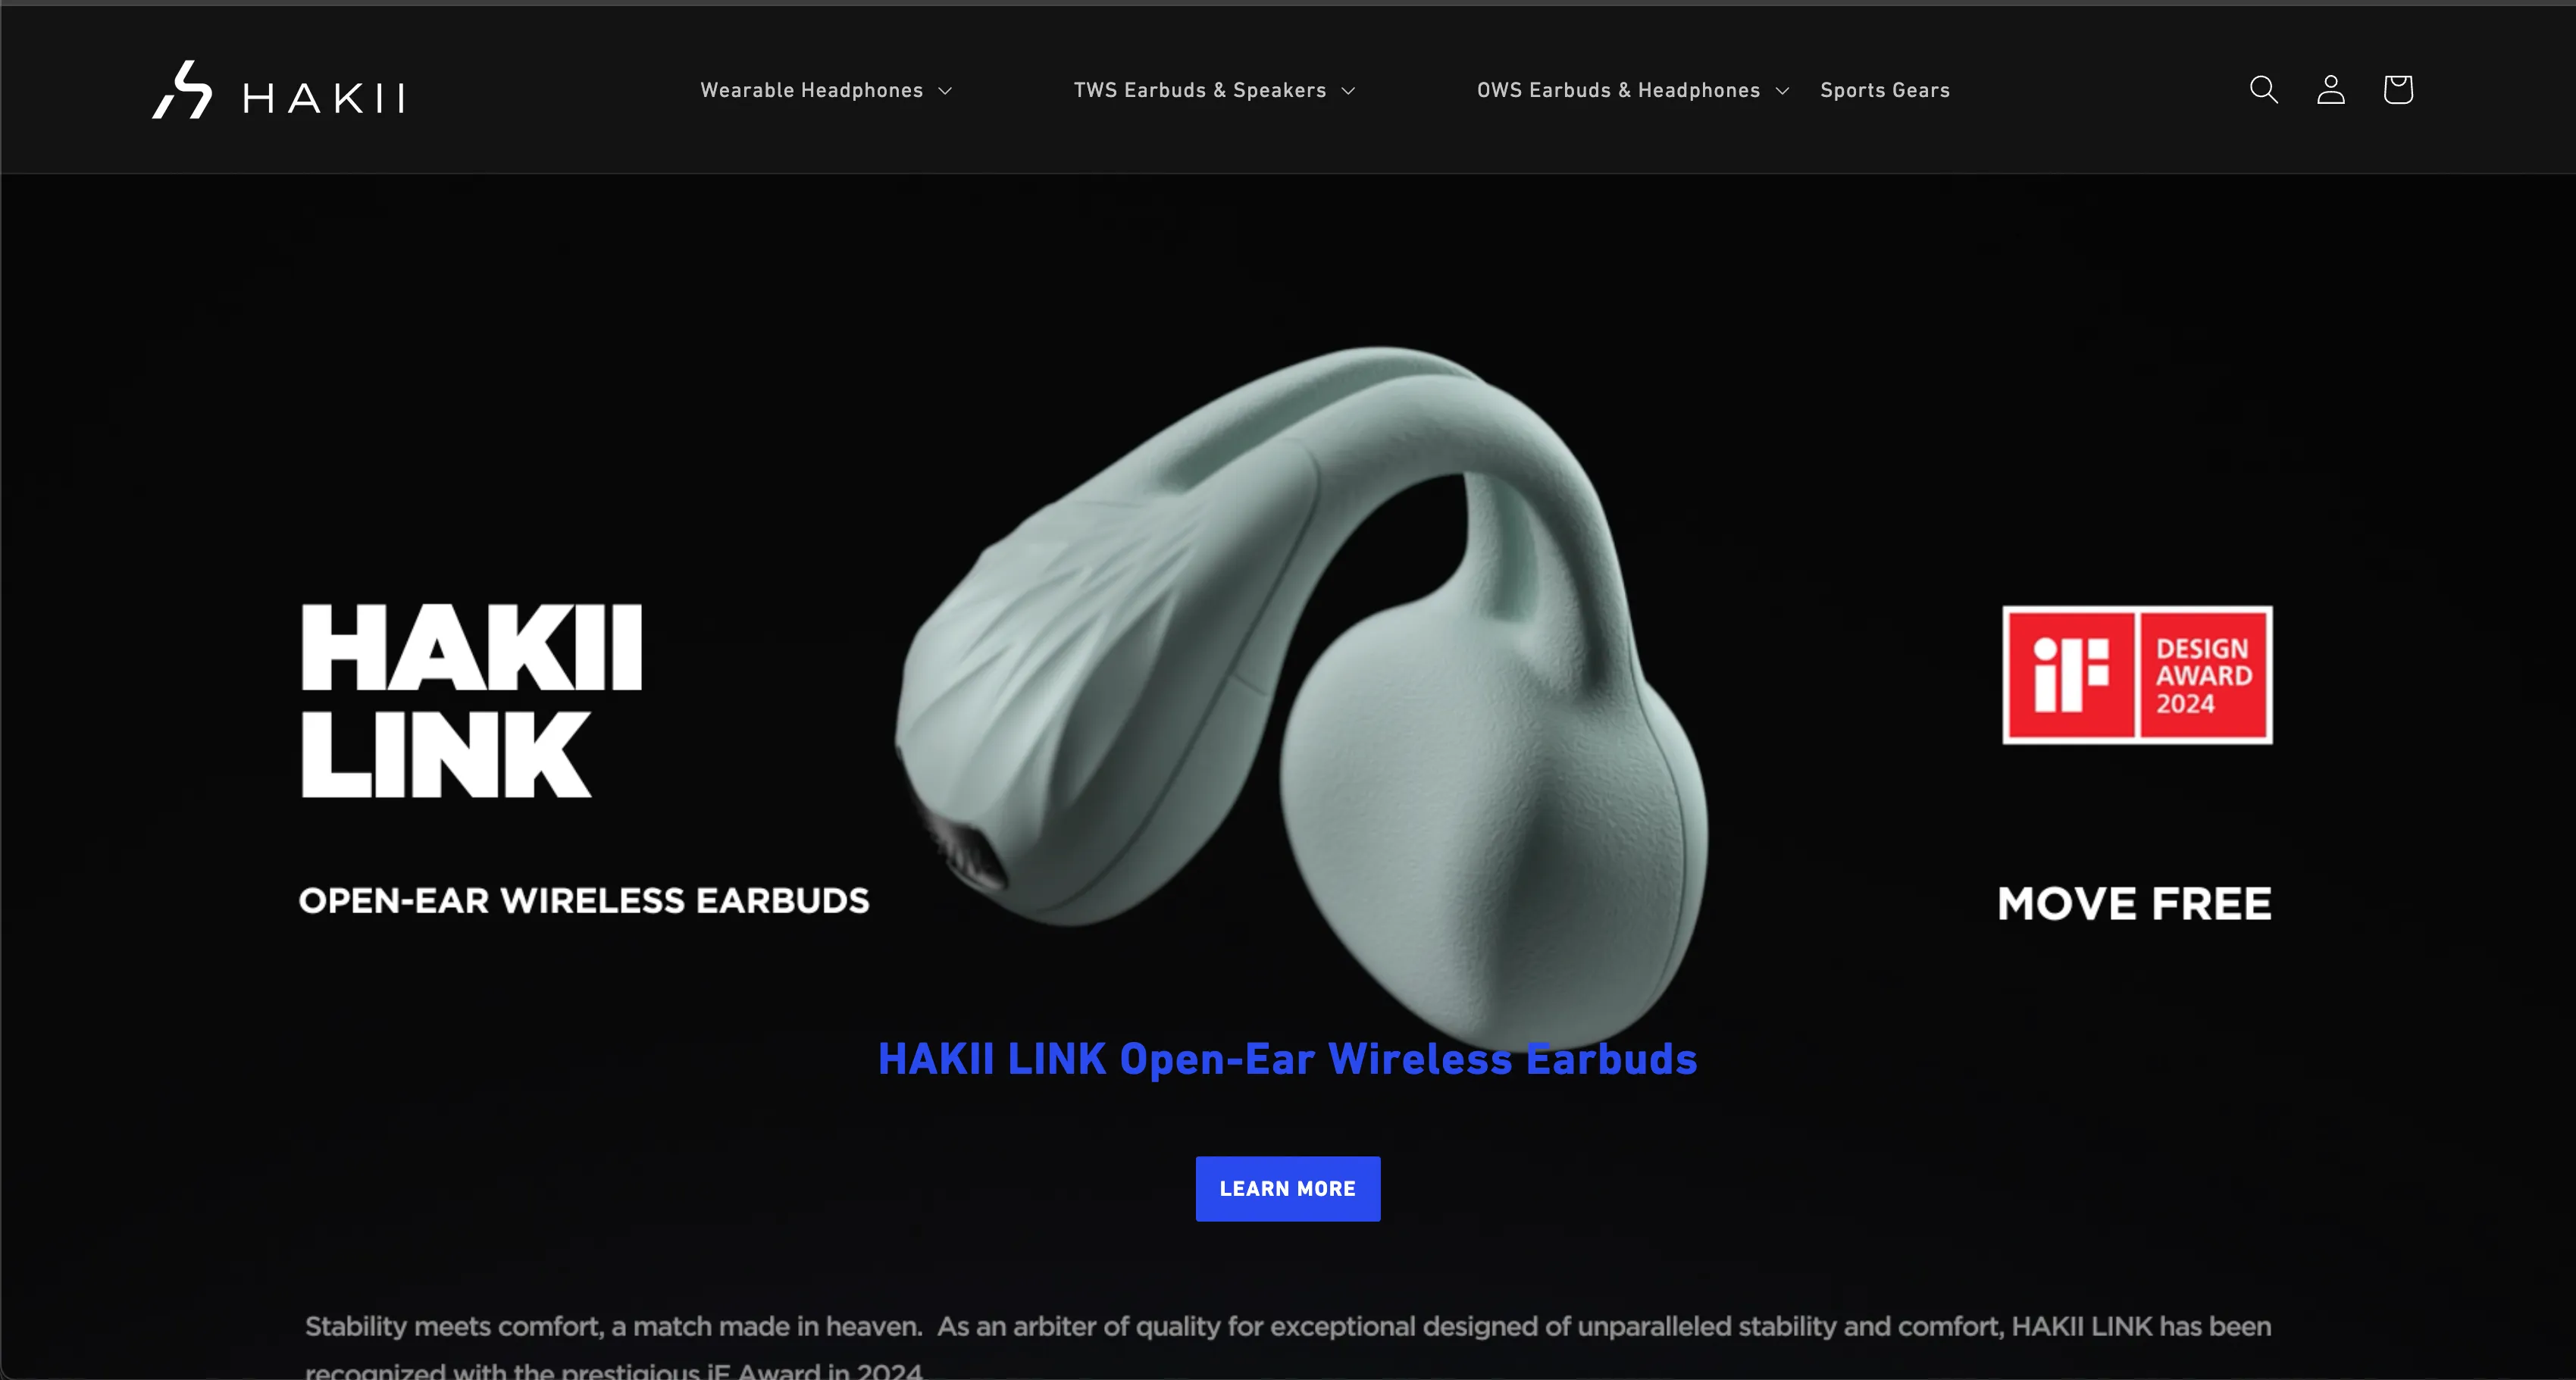 HAKII
Wearable Headphones
TWS Earbuds & Speakers
OWS Earbuds & Headphones
Sports Gears
HAKII
LINK
OPEN-EAR WIRELESS EARBUDS
iF
DESIGN
AWARD
2024
MOVE FREE
HAKII LINK Open-Ear Wireless Earbuds
LEARN MORE
Stability meets comfort, a match made in heaven.  As an arbiter of quality for exceptional designed of unparalleled stability and comfort, HAKII LINK has been
recognized with the prestigious iF Award in 2024